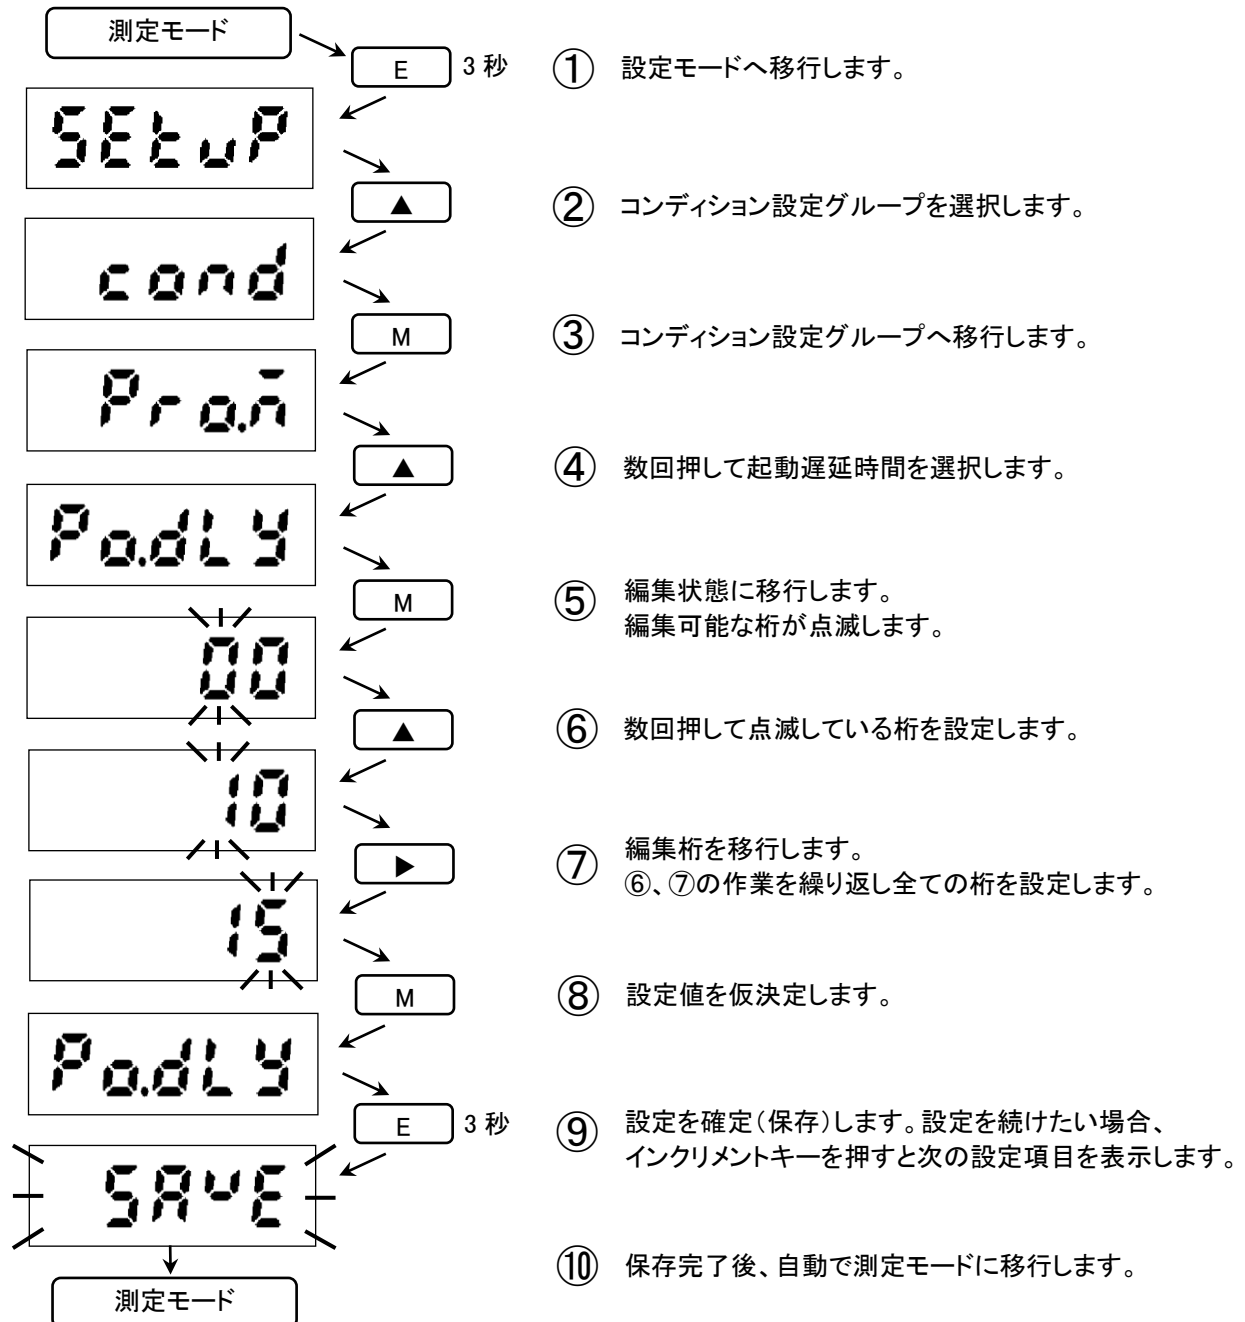 測定モード
E 3 秒 ① 設定モードへ移行します。
SEtuP
▲ ② コンディション設定グループを選択します。
cond
M ③ コンディション設定グループへ移行します。
Pro.n̄
▲ ④ 数回押して起動遅延時間を選択します。
Po.dLY
M ⑤ 編集状態に移行します。
編集可能な桁が点滅します。
00
▲ ⑥ 数回押して点滅している桁を設定します。
10
▶ ⑦ 編集桁を移行します。
⑥、⑦の作業を繰り返し全ての桁を設定します。
15
M ⑧ 設定値を仮決定します。
Po.dLY
E 3 秒 ⑨ 設定を確定(保存)します。設定を続けたい場合、
インクリメントキーを押すと次の設定項目を表示します。
SAvE
⑩ 保存完了後、自動で測定モードに移行します。
測定モード